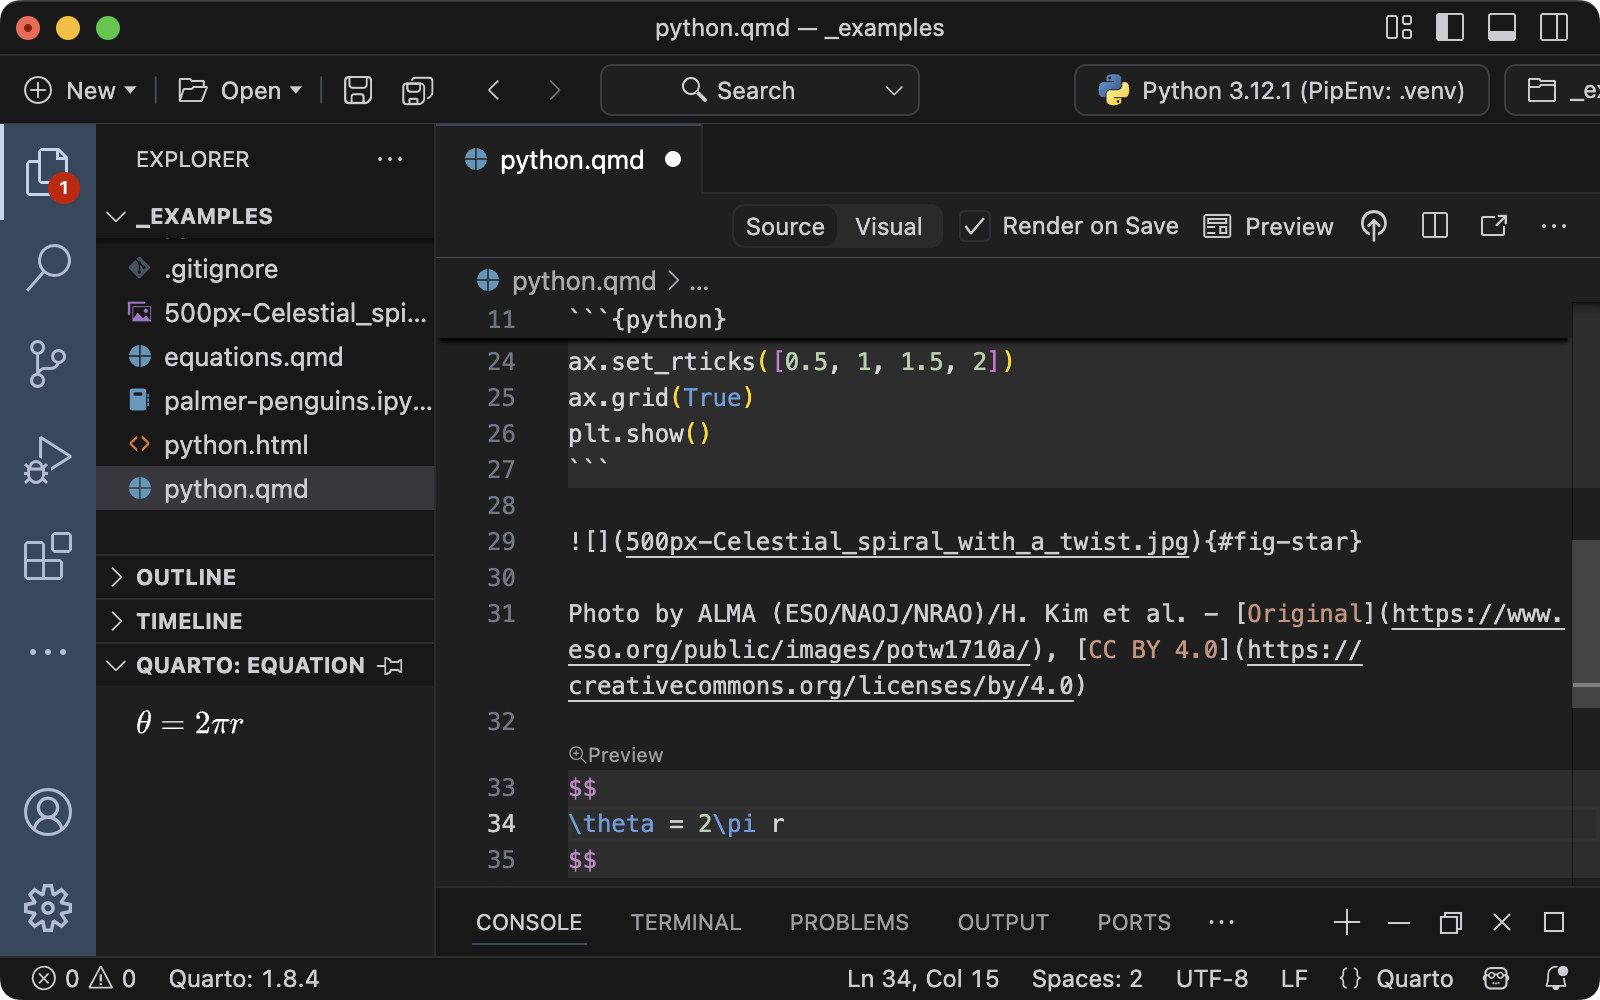 python.qmd — _examples
New
Open
Search
Python 3.12.1 (PipEnv: .venv)
EXPLORER
1
_EXAMPLES
.gitignore
500px-Celestial_spi...
equations.qmd
palmer-penguins.ipy...
python.html
python.qmd
OUTLINE
TIMELINE
QUARTO: EQUATION
θ = 2πr
python.qmd
Source Visual Render on Save Preview
python.qmd > ...
11 ```{python}
24 ax.set_rticks([0.5, 1, 1.5, 2])
25 ax.grid(True)
26 plt.show()
27 ```
28
29 ![](500px-Celestial_spiral_with_a_twist.jpg){#fig-star}
30
31 Photo by ALMA (ESO/NAOJ/NRAO)/H. Kim et al. – [Original](https://www.
eso.org/public/images/potw1710a/), [CC BY 4.0](https://
creativecommons.org/licenses/by/4.0)
32
Preview
33 $$
34 \theta = 2\pi r
35 $$
CONSOLE TERMINAL PROBLEMS OUTPUT PORTS ...
0 0 Quarto: 1.8.4
Ln 34, Col 15 Spaces: 2 UTF-8 LF {} Quarto